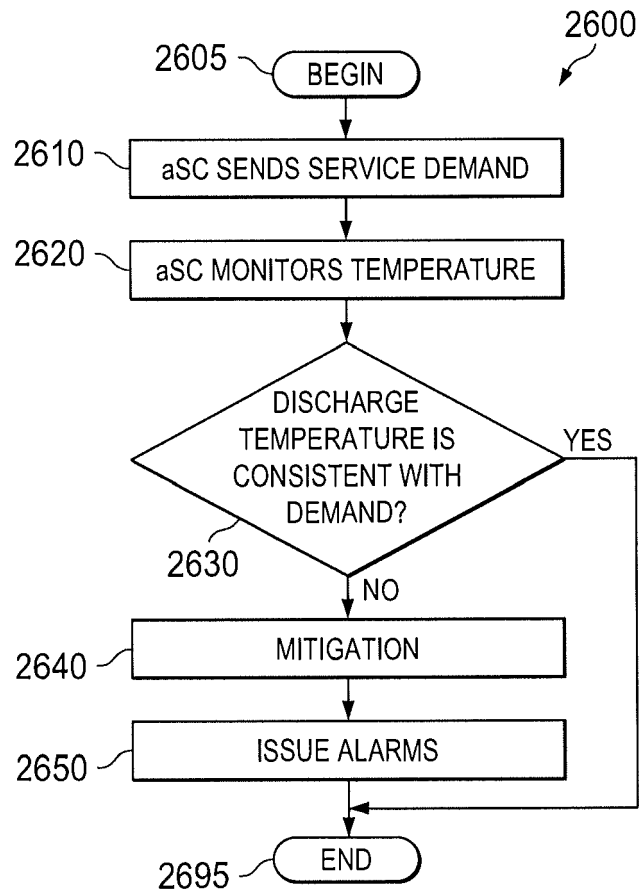 2600
2605
BEGIN
2610
aSC SENDS SERVICE DEMAND
2620
aSC MONITORS TEMPERATURE
DISCHARGE
TEMPERATURE IS
CONSISTENT WITH
DEMAND?
YES
2630
NO
2640
MITIGATION
2650
ISSUE ALARMS
2695
END